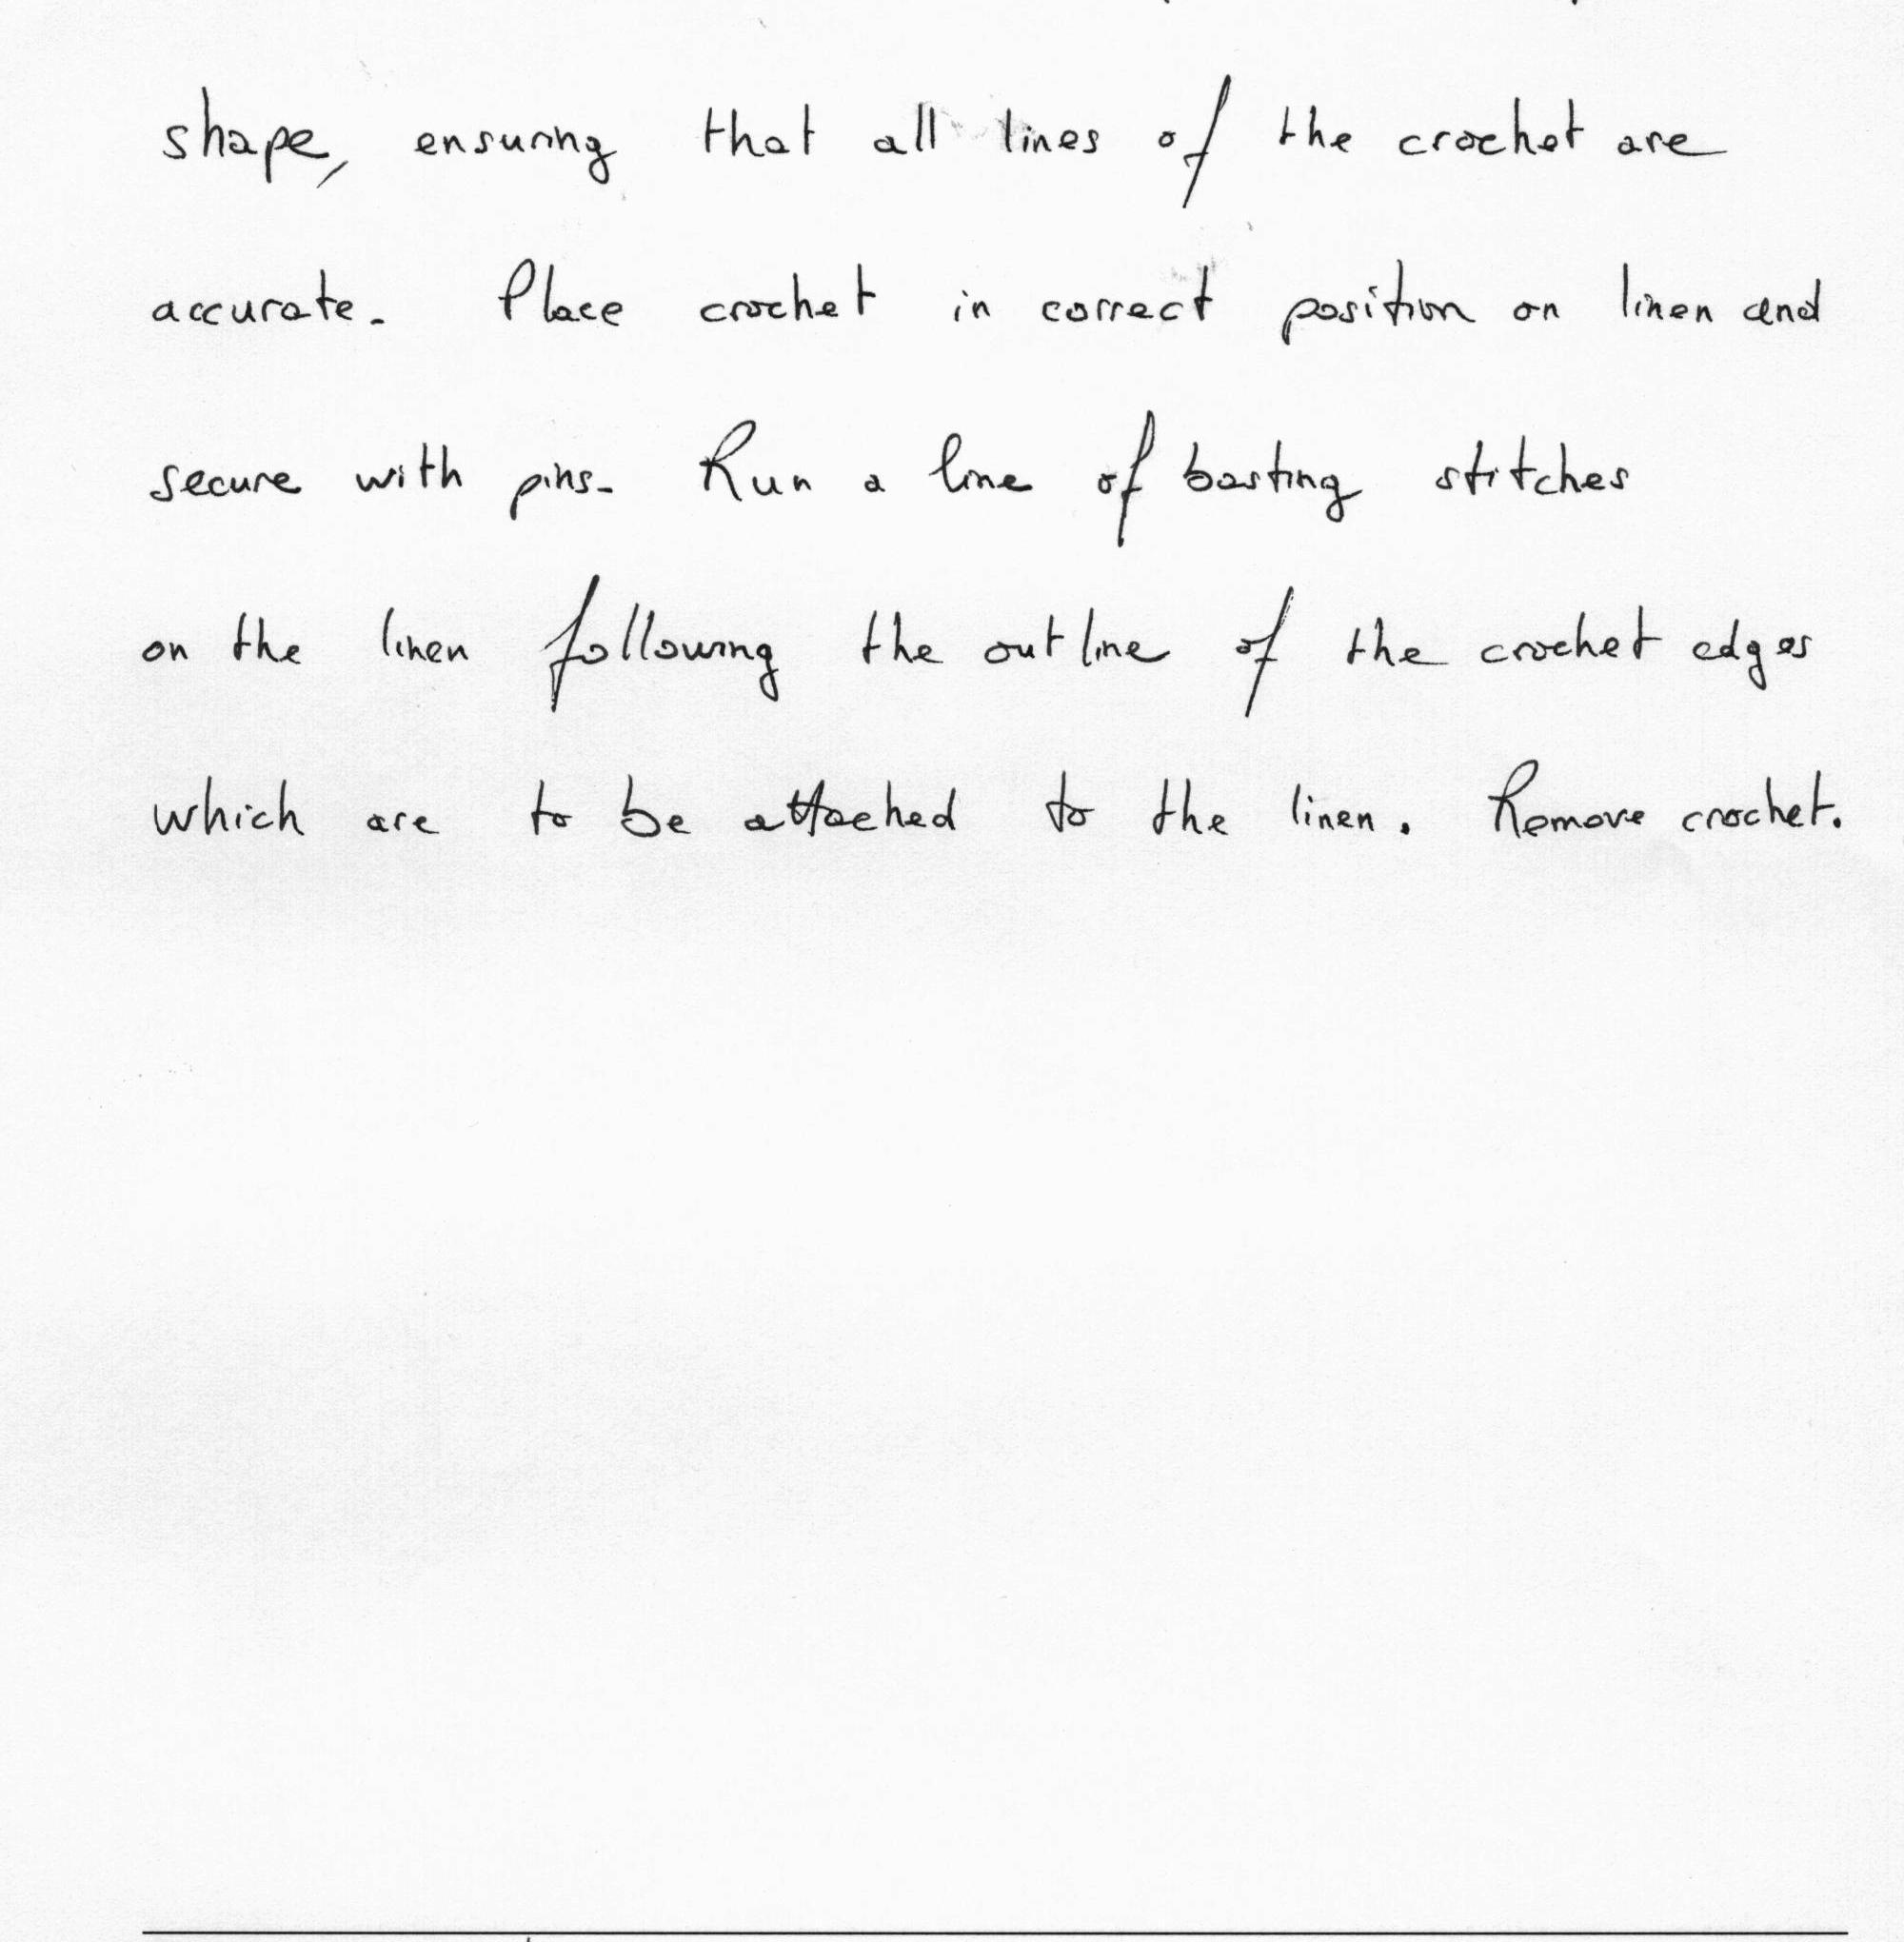 shape, ensuring that all lines of the crochet are
accurate. Place crochet in correct position on linen and
secure with pins. Run a line of basting stitches
on the linen following the outline of the crochet edges
which are to be attached to the linen. Remove crochet.